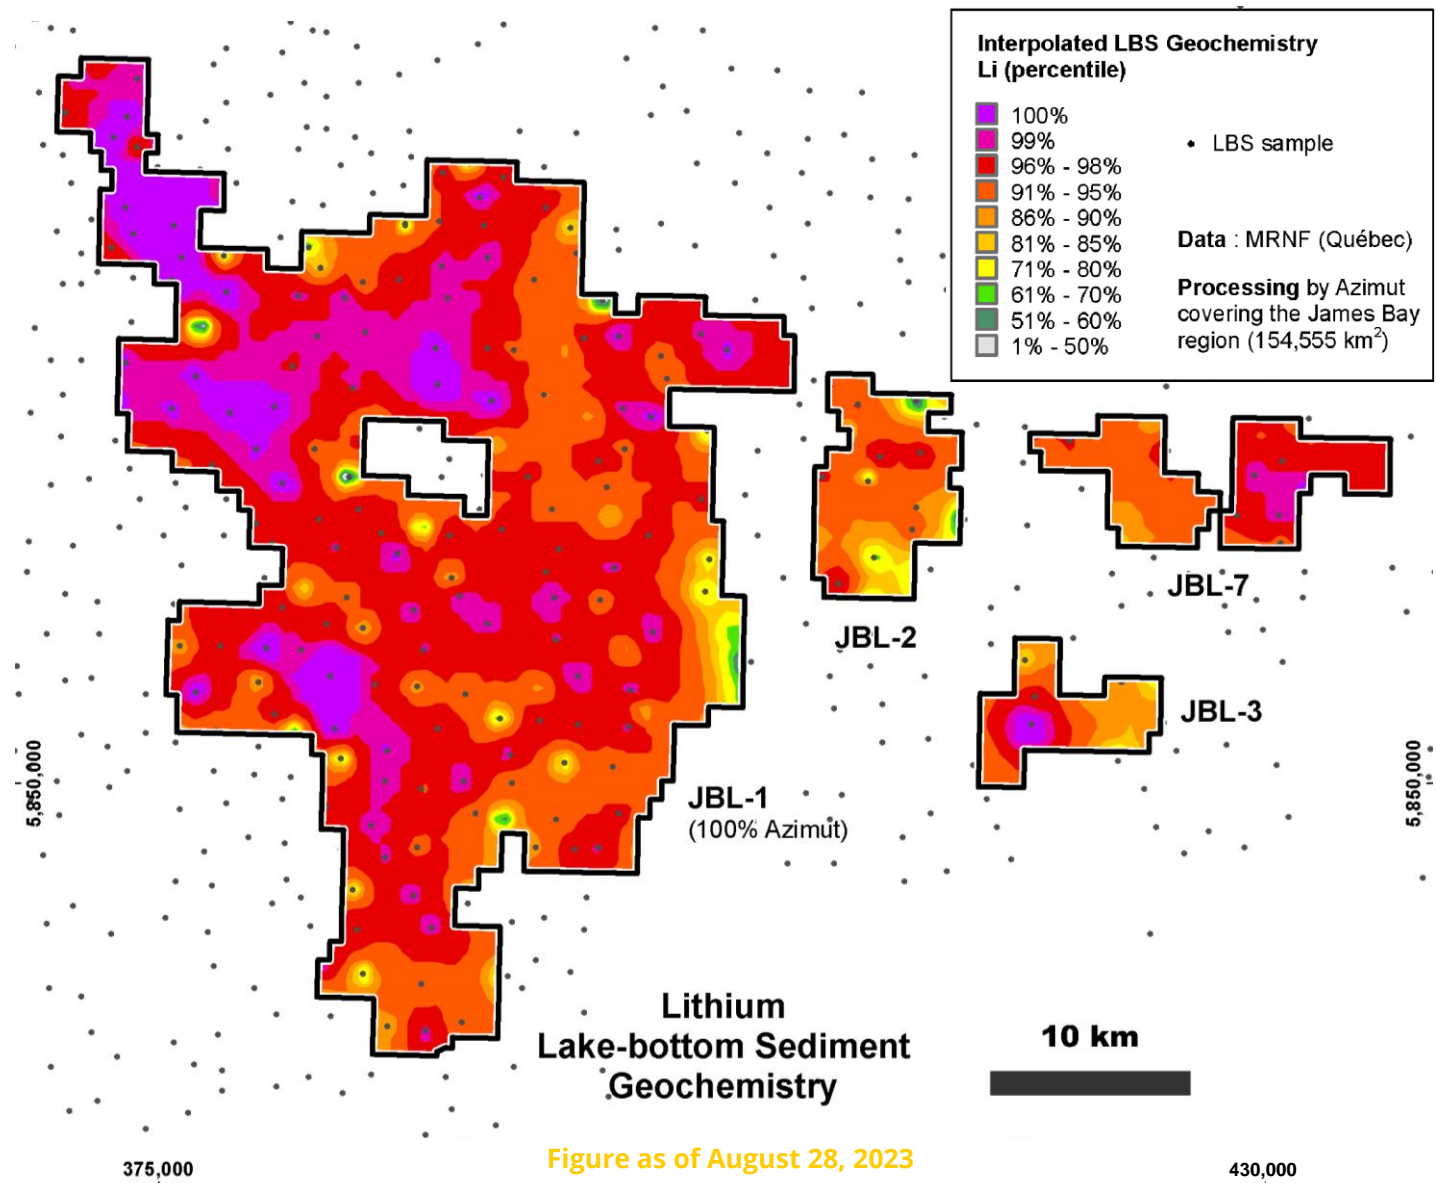 Interpolated LBS Geochemistry
Li (percentile)
100%
99%
96% - 98%
91% - 95%
86% - 90%
81% - 85%
71% - 80%
61% - 70%
51% - 60%
1% - 50%
LBS sample
Data : MRNF (Québec)
Processing by Azimut
covering the James Bay
region (154,555 km²)
JBL-7
JBL-2
JBL-3
JBL-1
(100% Azimut)
5,850,000
5,850,000
Lithium
Lake-bottom Sediment
Geochemistry
10 km
Figure as of August 28, 2023
375,000
430,000